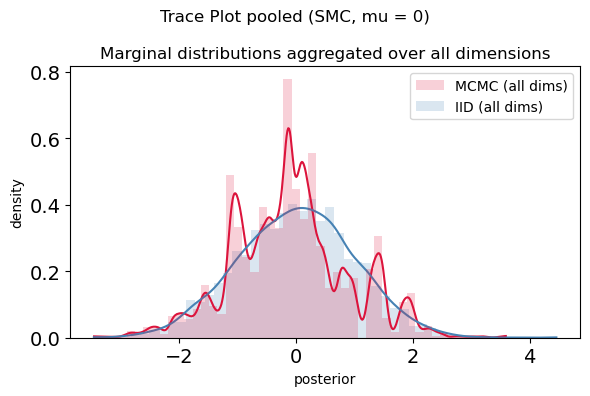 Trace Plot pooled (SMC, mu = 0)
Marginal distributions aggregated over all dimensions
MCMC (all dims)
IID (all dims)
density
0.8
0.6
0.4
0.2
0.0
−2
0
2
4
posterior